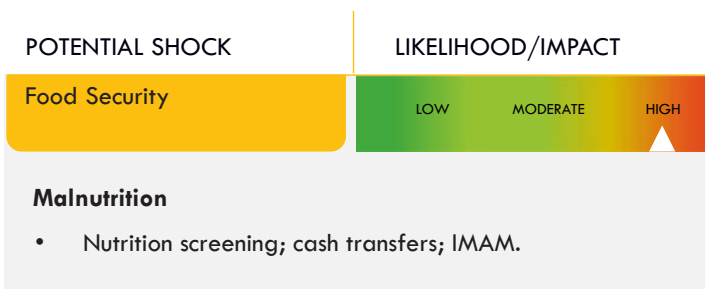 POTENTIAL SHOCK LIKELIHOOD/IMPACT
Food Security
LOW MODERATE HIGH
Malnutrition
• Nutrition screening; cash transfers; IMAM.